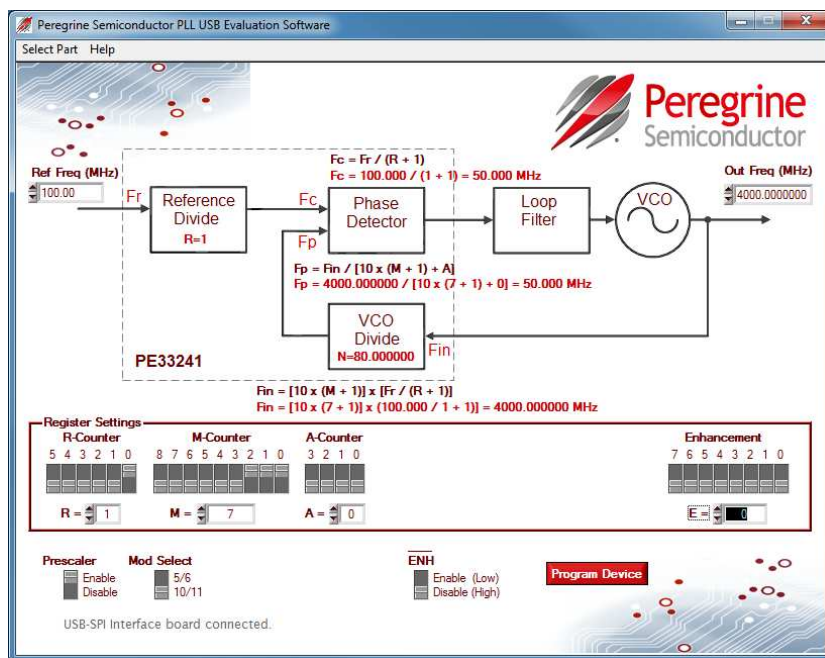 Peregrine Semiconductor PLL USB Evaluation Software
Select Part Help
Peregrine
Semiconductor
Ref Freq (MHz)
100.00
Fc = Fr / (R + 1)
Fc = 100.000 / (1 + 1) = 50.000 MHz
Out Freq (MHz)
4000.0000000
Fr
Reference
Divide
R=1
Fc
Fp
Phase
Detector
Loop
Filter
VCO
Fp = Fin / [10 x (M + 1) + A]
Fp = 4000.000000 / [10 x (7 + 1) + 0] = 50.000 MHz
VCO
Divide
N=80.000000
Fin
PE33241
Fin = [10 x (M + 1)] x [Fr / (R + 1)]
Fin = [10 x (7 + 1)] x (100.000 / 1 + 1)] = 4000.000000 MHz
Register Settings
R-Counter M-Counter A-Counter Enhancement
5 4 3 2 1 0 8 7 6 5 4 3 2 1 0 3 2 1 0 7 6 5 4 3 2 1 0
R = 1 M = 7 A = 0 E = 0
Prescaler Mod Select ENH
Enable 5/6 Enable (Low)
Disable 10/11 Disable (High)
Program Device
USB-SPI Interface board connected.